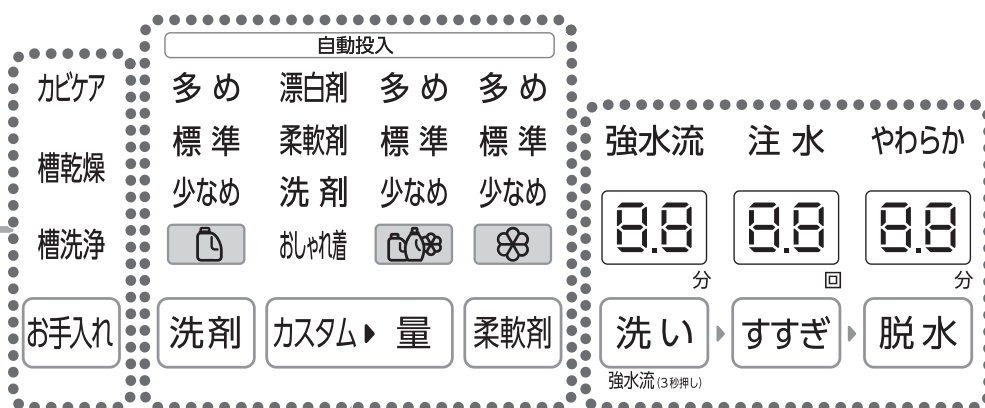 自動投入
カビケア
槽乾燥
槽洗浄
お手入れ
多め 漂白剤 多め 多め
標準 柔軟剤 標準 標準
少なめ 洗剤 少なめ 少なめ
おしゃれ着
洗剤 カスタム 量 柔軟剤
強水流 注水 やわらか
8.8 8.8 8.8
分 回 分
洗い すすぎ 脱水
強水流(3秒押し)